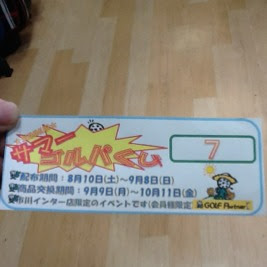 サマー
ゴルパくじ
7
配布期間：8月10日(土)～9月8日(日)
商品交換期間：9月9日(月)～10月11日(金)
市川インター店限定のイベントです(会員様限定)
GOLF Partner